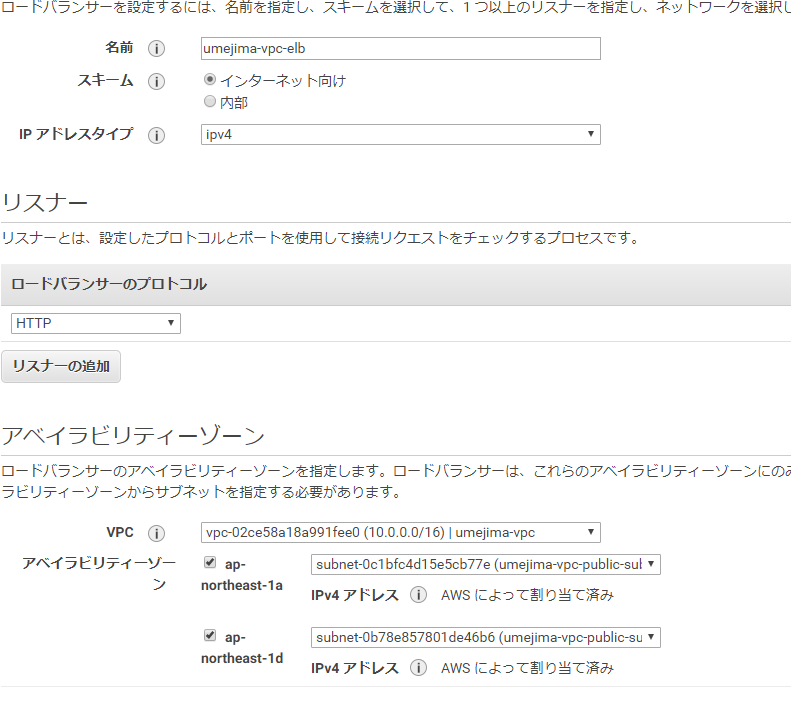 ロードバランサーを設定するには、名前を指定し、スキームを選択して、1 つ以上のリスナーを指定し、ネットワークを選択し
名前 i umejima-vpc-elb
スキーム i インターネット向け
内部
IP アドレスタイプ i ipv4
リスナー
リスナーとは、設定したプロトコルとポートを使用して接続リクエストをチェックするプロセスです。
ロードバランサーのプロトコル
HTTP
リスナーの追加
アベイラビリティーゾーン
ロードバランサーのアベイラビリティーゾーンを指定します。ロードバランサーは、これらのアベイラビリティーゾーンにのみ
ラビリティーゾーンからサブネットを指定する必要があります。
VPC i vpc-02ce58a18a991fee0 (10.0.0.0/16) | umejima-vpc
アベイラビリティーゾー
ン
ap-
northeast-1a
subnet-0c1bfc4d15e5cb77e (umejima-vpc-public-sub
IPv4 アドレス i AWS によって割り当て済み
ap-
northeast-1d
subnet-0b78e857801de46b6 (umejima-vpc-public-su
IPv4 アドレス i AWS によって割り当て済み